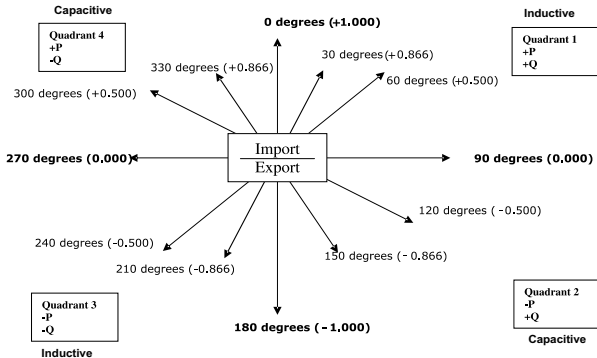 Capacitive
0 degrees (+1.000)
Inductive
Quadrant 4
+P
-Q
Quadrant 1
+P
+Q
330 degrees (+0.866)
30 degrees (+0.866)
60 degrees (+0.500)
300 degrees (+0.500)
Import
Export
270 degrees (0.000)
90 degrees (0.000)
120 degrees (-0.500)
240 degrees (-0.500)
150 degrees (- 0.866)
210 degrees (-0.866)
Quadrant 3
-P
-Q
Quadrant 2
-P
+Q
180 degrees (-1.000)
Inductive
Capacitive